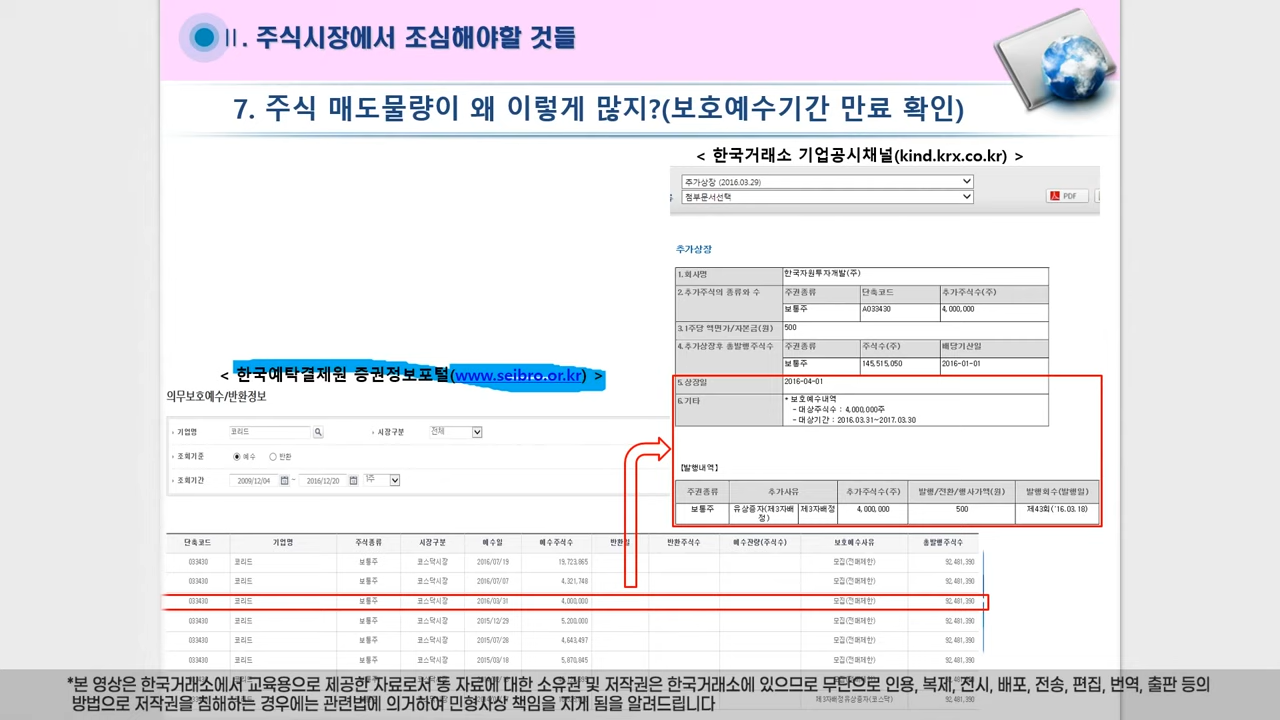 II. 주식시장에서 조심해야할 것들
7. 주식 매도물량이 왜 이렇게 많지?(보호예수기간 만료 확인)
< 한국거래소 기업공시채널(kind.krx.co.kr) >
추가상장 (2016.03.29)
첨부문서선택
PDF
추가상장
1.회사명 한국자원투자개발(주)
2.추가주식의 종류와 수 주권종류 단축코드 추가주식수(주)
보통주 A033430 4,000,000
3.1주당 액면가/자본금(원) 500
4.추가상장후 총발행주식수 주권종류 주식수(주) 배당기산일
보통주 145,515,050 2016-01-01
5.상장일 2016-04-01
6.기타 * 보호예수내역
- 대상주식수 : 4,000,000주
- 대상기간 : 2016.03.31~2017.03.30
【발행내역】
주권종류 추가사유 추가주식수(주) 발행/전환/행사가액(원) 발행회수(발행일)
보통주 유상증자(제3자배정) 제3자배정 4,000,000 500 제43회('16.03.18)
< 한국예탁결제원 증권정보포털(www.seibro.or.kr) >
의무보호예수/반환정보
기업명 코리드 시장구분 전체
조회기준 예수 반환
조회기간 2009/12/04 - 2016/12/20 1주
단축코드 기업명 주식종류 시장구분 예수일 예수주식수 반환일 반환주식수 예수잔량(주식수) 보호예수사유 총발행주식수
033430 코리드 보통주 코스닥시장 2016/07/19 19,723,865 모집(전매제한) 92,481,390
033430 코리드 보통주 코스닥시장 2016/07/07 4,321,748 모집(전매제한) 92,481,390
033430 코리드 보통주 코스닥시장 2016/03/31 4,000,000 모집(전매제한) 92,481,390
033430 코리드 보통주 코스닥시장 2015/12/29 5,200,000 모집(전매제한) 92,481,390
033430 코리드 보통주 코스닥시장 2015/07/28 4,643,497 모집(전매제한) 92,481,390
033430 코리드 보통주 코스닥시장 2015/03/18 5,870,845 모집(전매제한) 92,481,390
제3자배정유상증자(코스닥)
*본 영상은 한국거래소에서 교육용으로 제공한 자료로서 동 자료에 대한 소유권 및 저작권은 한국거래소에 있으므로 무단으로 인용, 복제, 전시, 배포, 전송, 편집, 번역, 출판 등의
방법으로 저작권을 침해하는 경우에는 관련법에 의거하여 민형사상 책임을 지게 됨을 알려드립니다